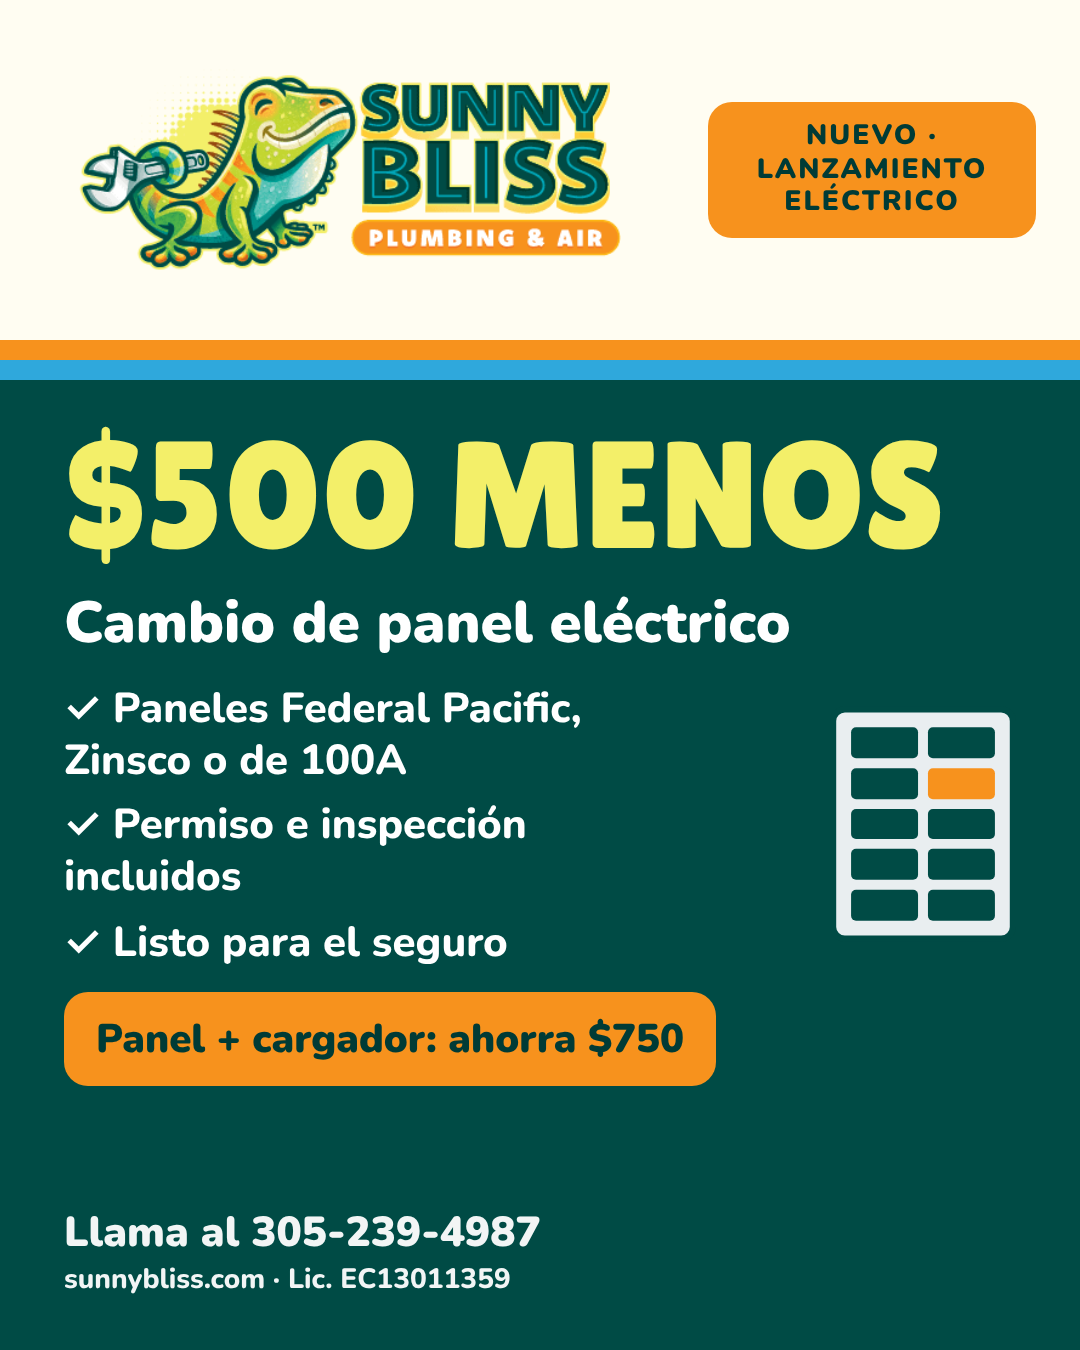 SUNNY
BLISS
PLUMBING & AIR
™
NUEVO ·
LANZAMIENTO
ELÉCTRICO
$500 MENOS
Cambio de panel eléctrico
✓ Paneles Federal Pacific,
Zinsco o de 100A
✓ Permiso e inspección
incluidos
✓ Listo para el seguro
Panel + cargador: ahorra $750
Llama al 305-239-4987
sunnybliss.com · Lic. EC13011359